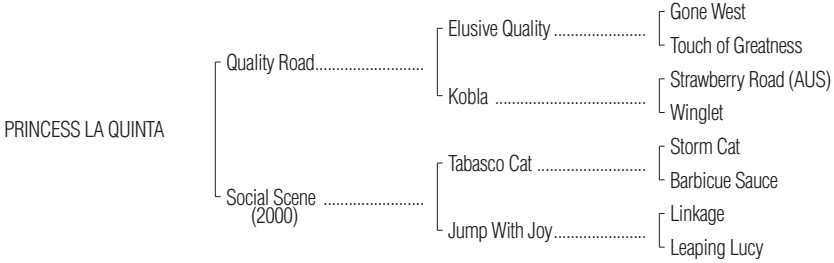 Gone West
Elusive Quality
Touch of Greatness
Quality Road
Strawberry Road (AUS)
Kobla
Winglet
PRINCESS LA QUINTA
Storm Cat
Tabasco Cat
Barbicue Sauce
Social Scene
(2000)
Linkage
Jump With Joy
Leaping Lucy